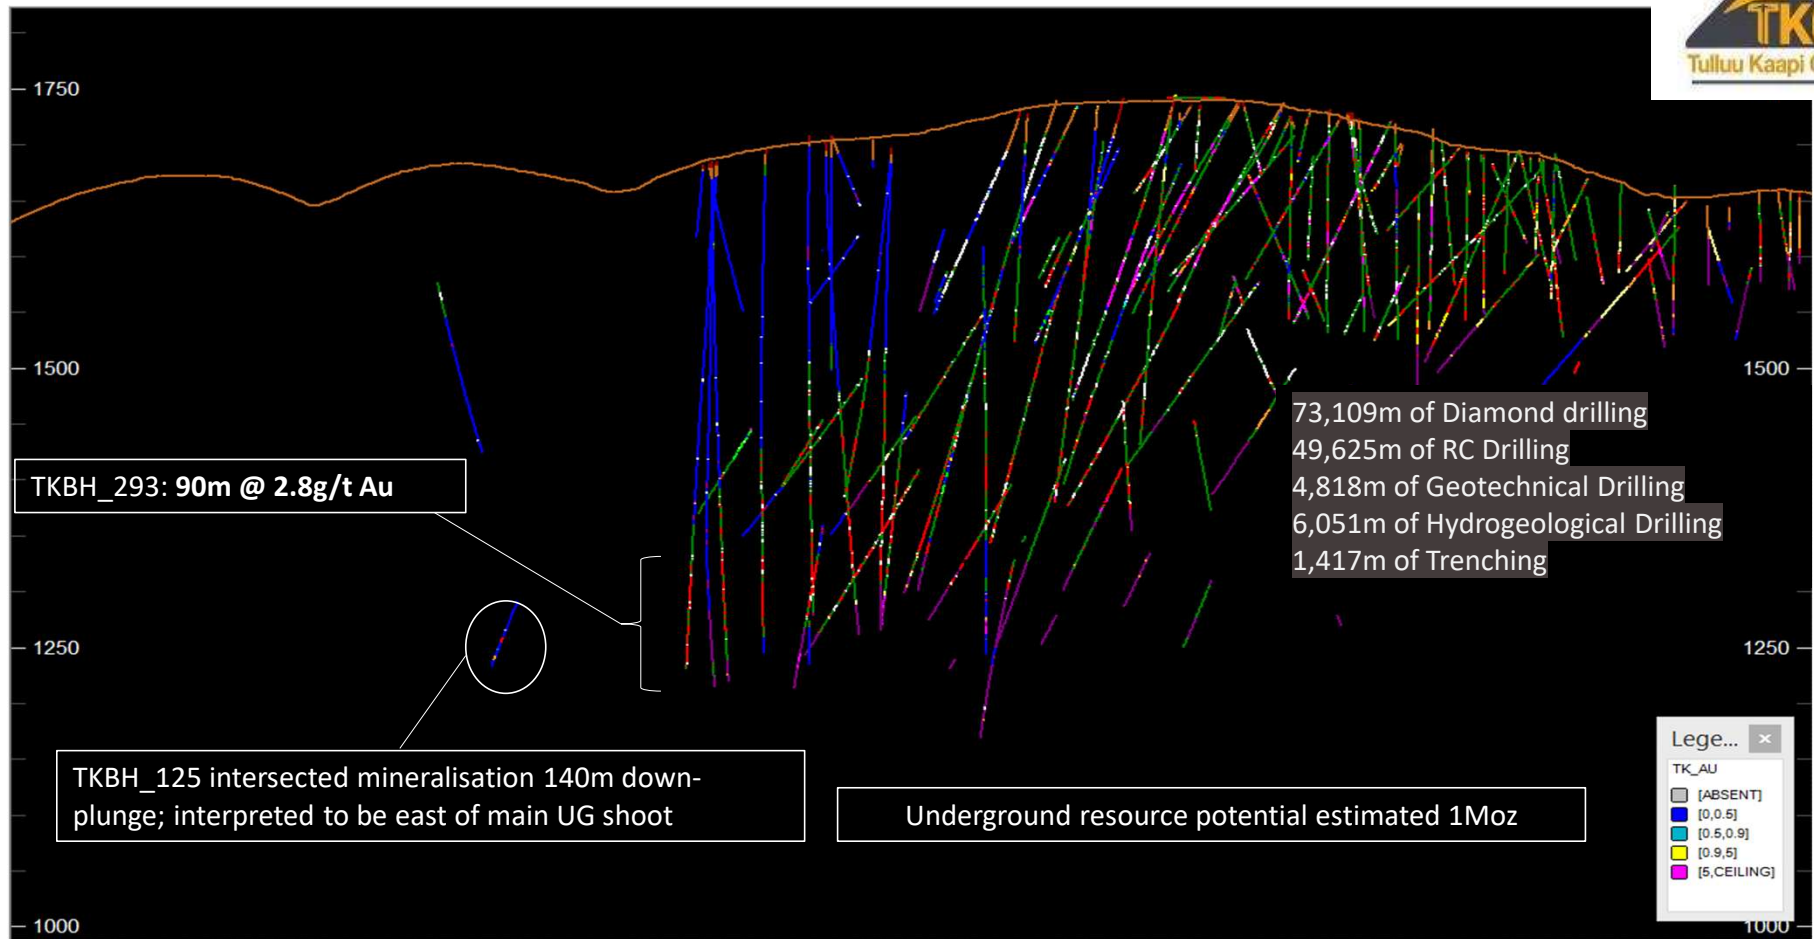 TK
Tulluu Kaapi
1750
1500
1500
73,109m of Diamond drilling
49,625m of RC Drilling
4,818m of Geotechnical Drilling
6,051m of Hydrogeological Drilling
1,417m of Trenching
TKBH_293: 90m @ 2.8g/t Au
1250
1250
TKBH_125 intersected mineralisation 140m down-
plunge; interpreted to be east of main UG shoot
Underground resource potential estimated 1Moz
Lege... ×
TK_AU
[ABSENT]
[0,0.5]
[0.5,0.9]
[0.9,5]
[5,CEILING]
1000
1000